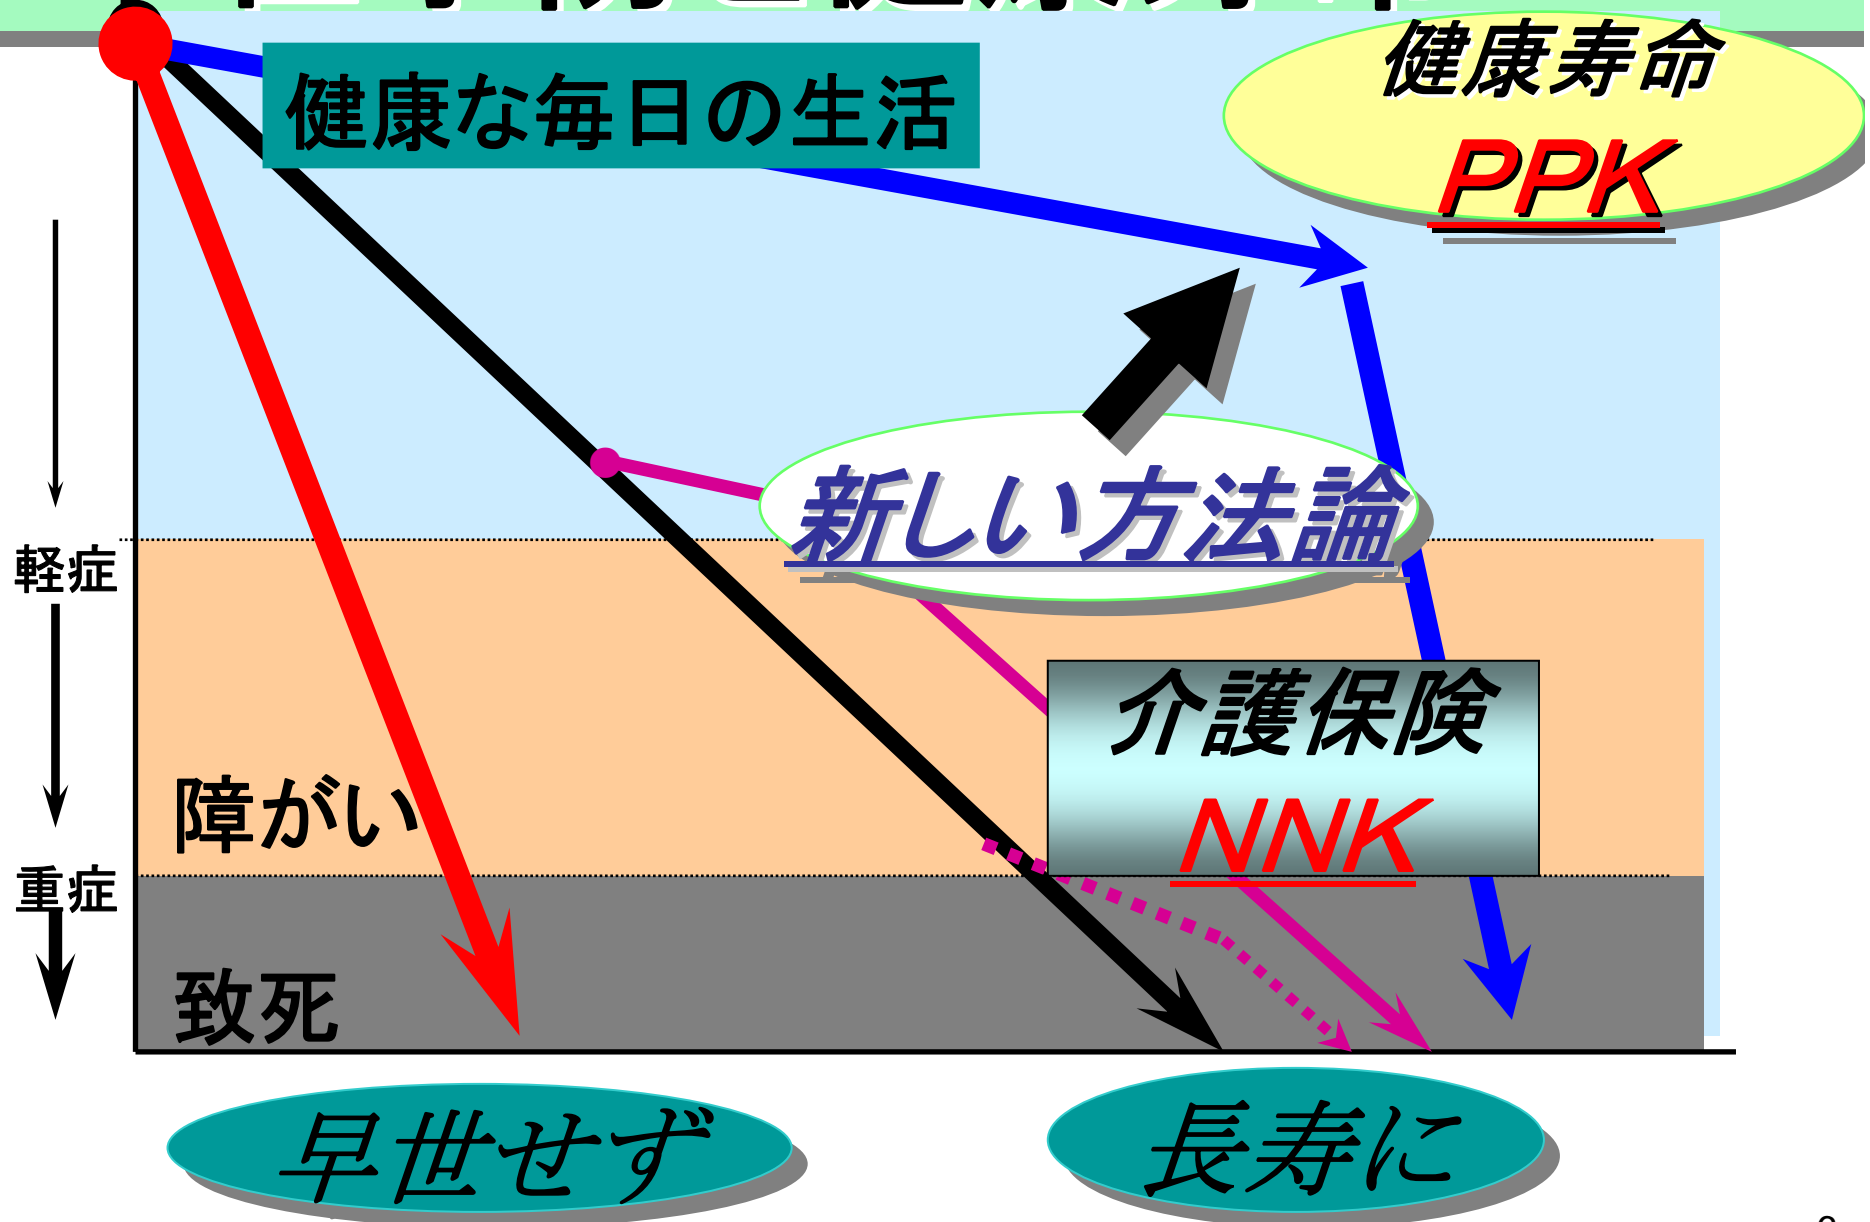 健康寿命
PPK
健康な毎日の生活
新しい方法論
軽症
介護保険
NNK
障がい
重症
致死
早世せず
長寿に